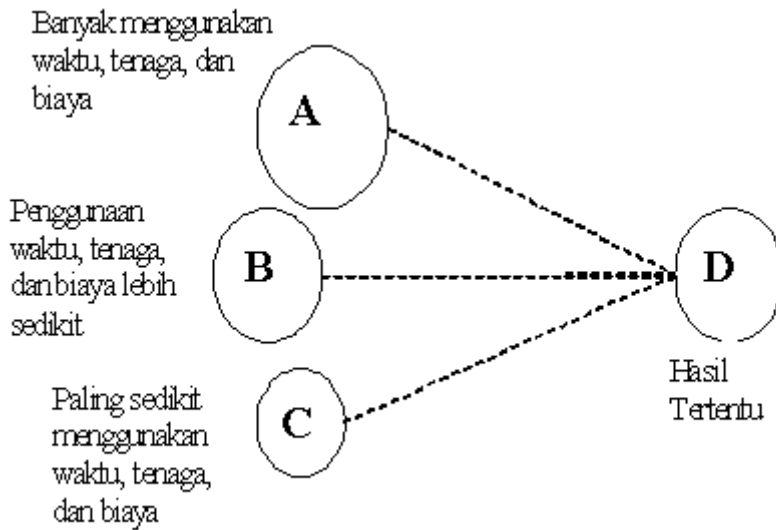 Banyak menggunakan
waktu, tenaga, dan
biaya
A
Penggunaan
waktu, tenaga,
dan biaya lebih
sedikit
B
D
Hasil
Tertentu
Paling sedikit
menggunakan
waktu, tenaga,
dan biaya
C